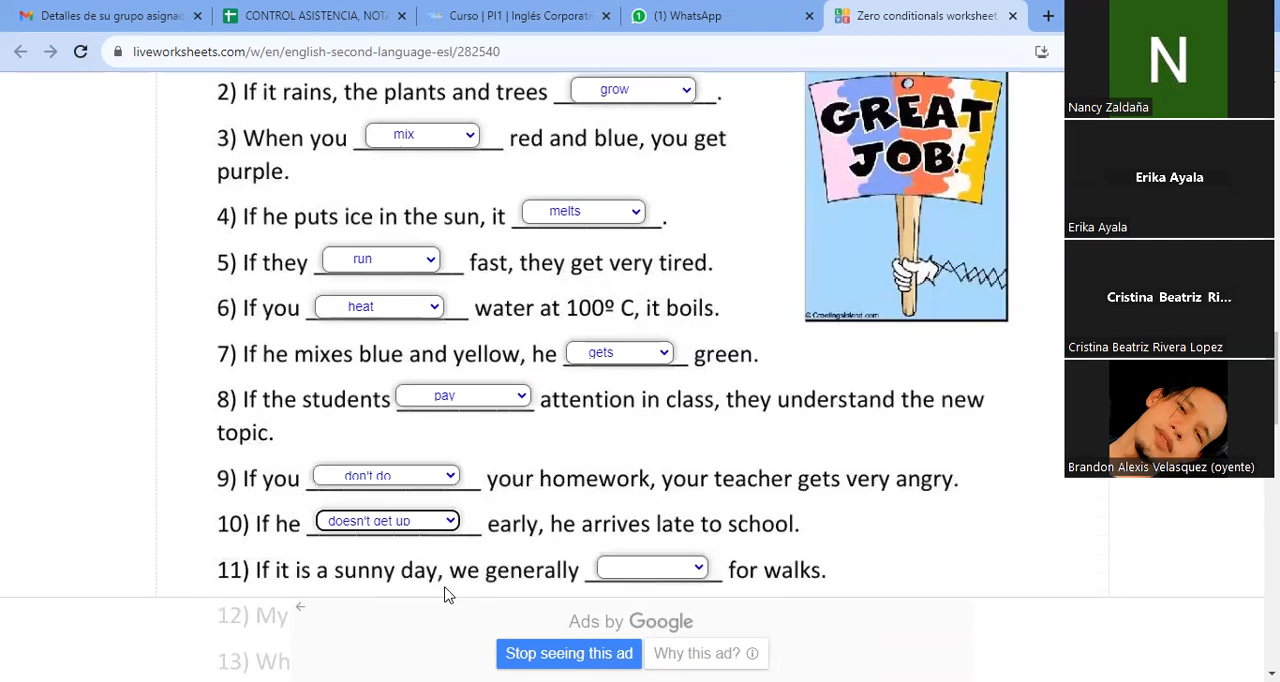 Detalles de su grupo asignad
CONTROL ASISTENCIA, NOTA
Curso | PI1 | Inglés Corporati
(1) WhatsApp
Zero conditionals worksheet
liveworksheets.com/w/en/english-second-language-esl/282540
2) If it rains, the plants and trees grow.
3) When you mix red and blue, you get
purple.
4) If he puts ice in the sun, it melts.
5) If they run fast, they get very tired.
6) If you heat water at 100º C, it boils.
7) If he mixes blue and yellow, he gets green.
8) If the students pay attention in class, they understand the new
topic.
9) If you don't do your homework, your teacher gets very angry.
10) If he doesn't get up early, he arrives late to school.
11) If it is a sunny day, we generally for walks.
12) My
13) Wh
GREAT
JOB!
Ads by Google
Stop seeing this ad
Why this ad?
N
Nancy Zaldaña
Erika Ayala
Erika Ayala
Cristina Beatriz Ri...
Cristina Beatriz Rivera Lopez
Brandon Alexis Velasquez (oyente)